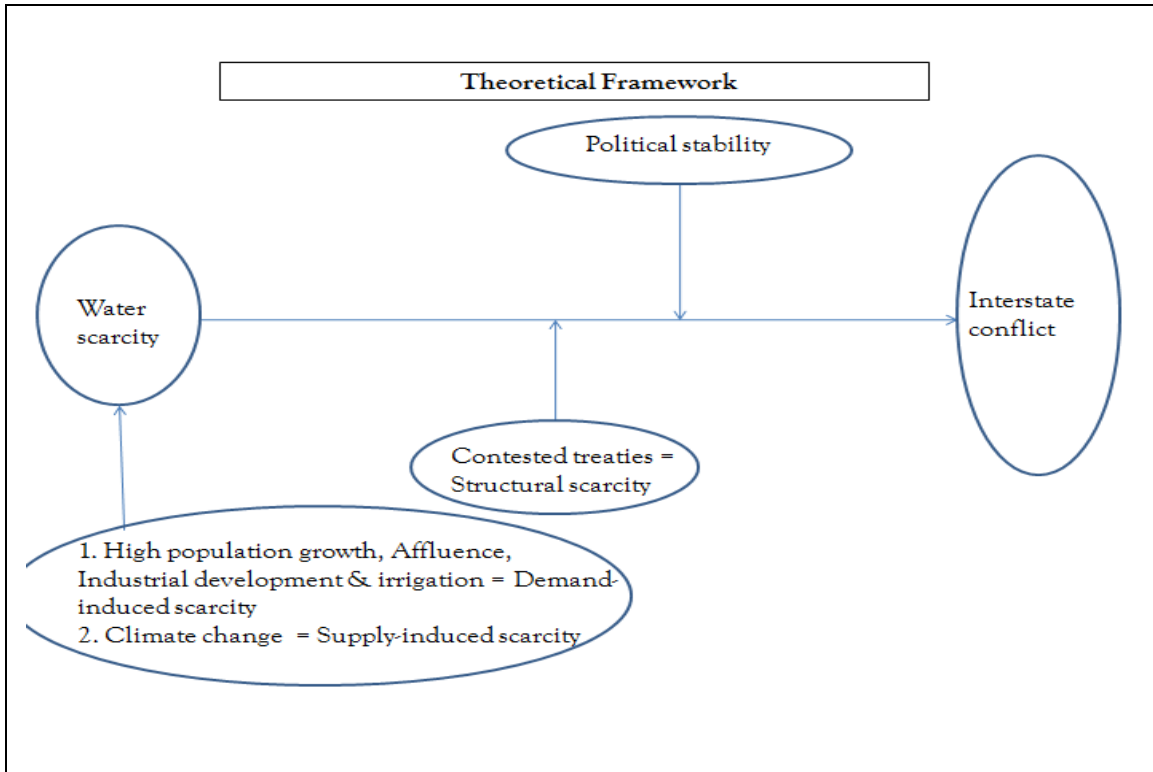 Theoretical Framework
Political stability
Water
scarcity
Interstate
conflict
Contested treaties =
Structural scarcity
1. High population growth, Affluence,
Industrial development & irrigation = Demand-
induced scarcity
2. Climate change  = Supply-induced scarcity